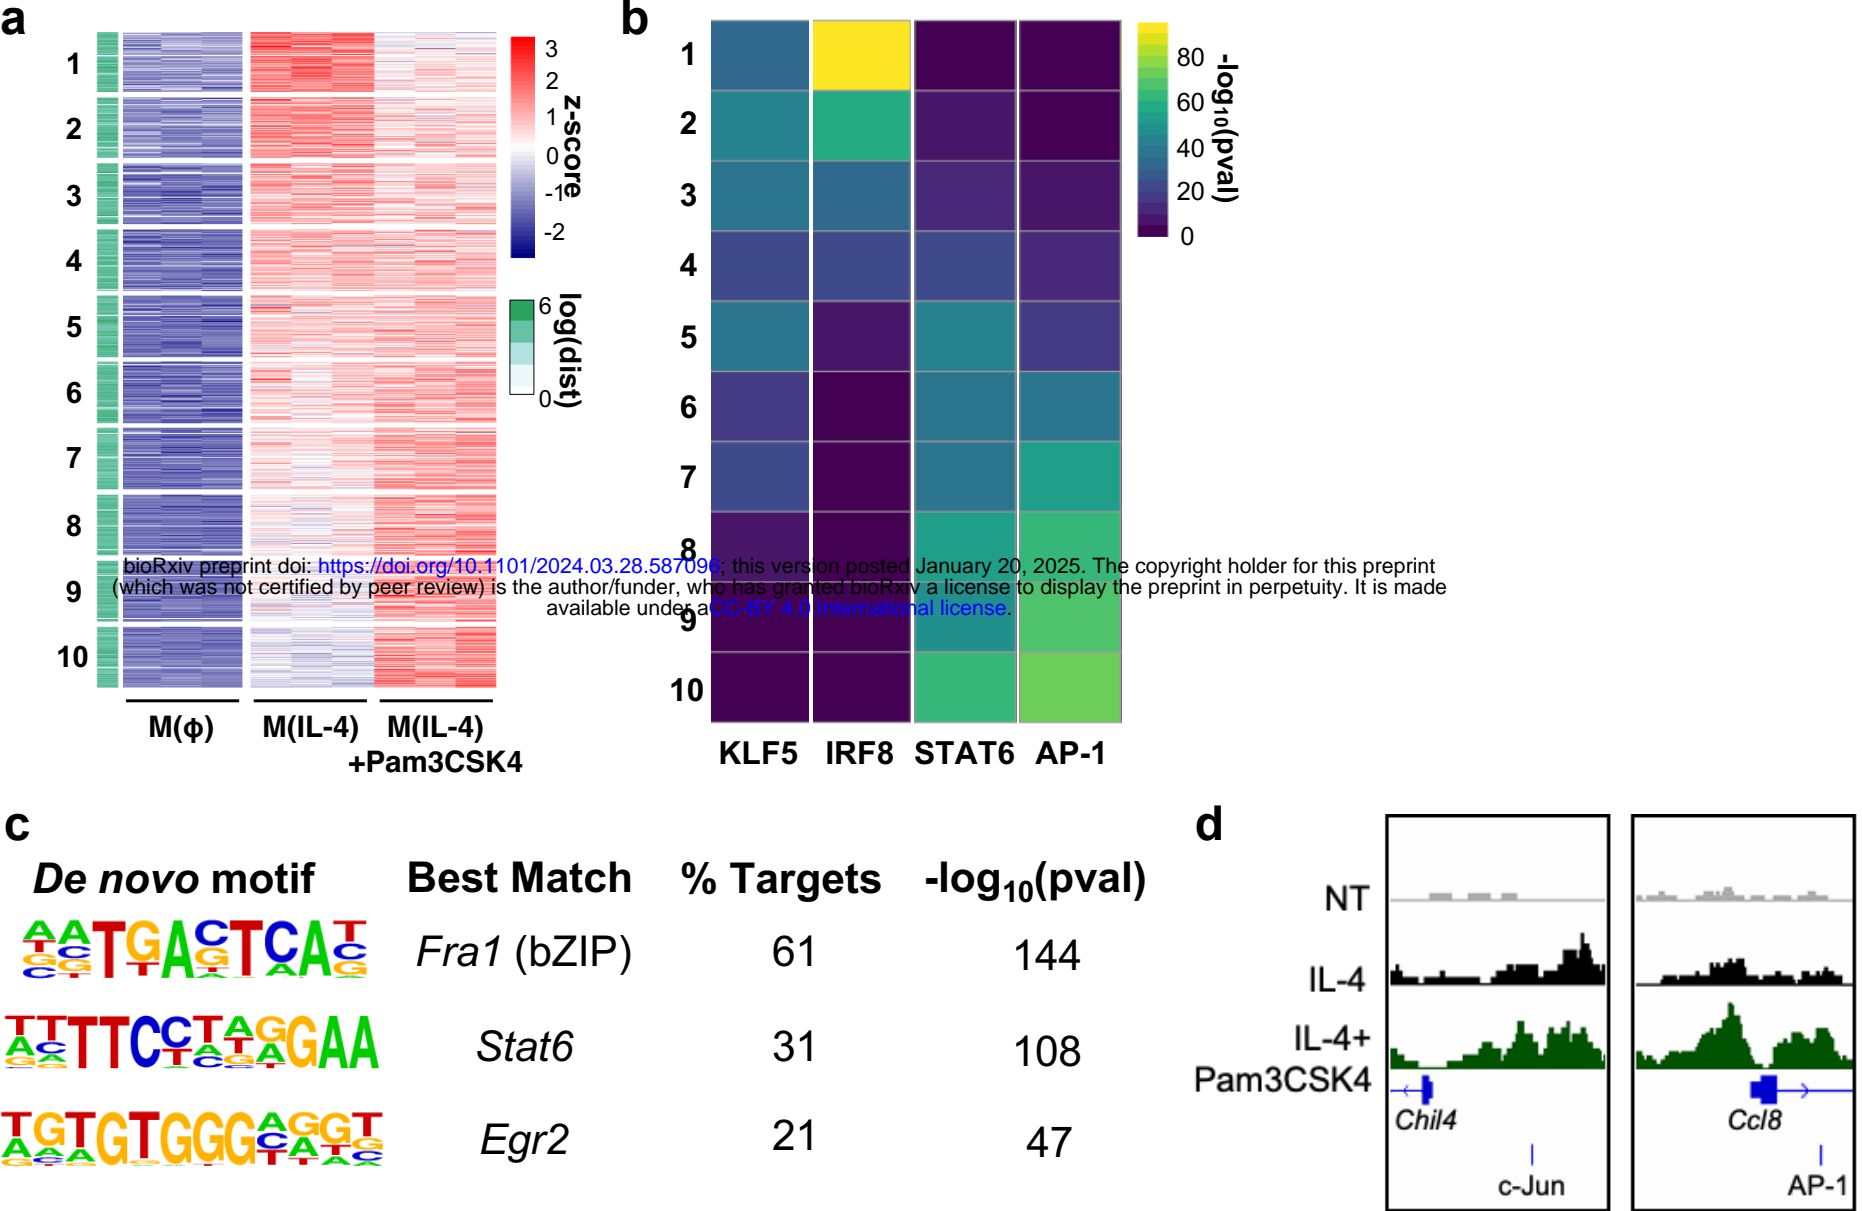 a
1
2
3
4
5
6
7
8
9
10
3
2
1
0
-1
-2
z-score
6
0
log(dist)
M(ϕ)
M(IL-4)
M(IL-4)
+Pam3CSK4
b
1
2
3
4
5
6
7
8
9
10
80
60
40
20
0
-log10(pval)
KLF5 IRF8 STAT6 AP-1
bioRxiv preprint doi: https://doi.org/10.1101/2024.03.28.587096; this version posted January 20, 2025. The copyright holder for this preprint
(which was not certified by peer review) is the author/funder, who has granted bioRxiv a license to display the preprint in perpetuity. It is made
available under aCC-BY 4.0 International license.
c
De novo motif Best Match % Targets -log10(pval)
Fra1 (bZIP) 61 144
Stat6 31 108
Egr2 21 47
d
NT
IL-4
IL-4+
Pam3CSK4
Chil4
c-Jun
Ccl8
AP-1